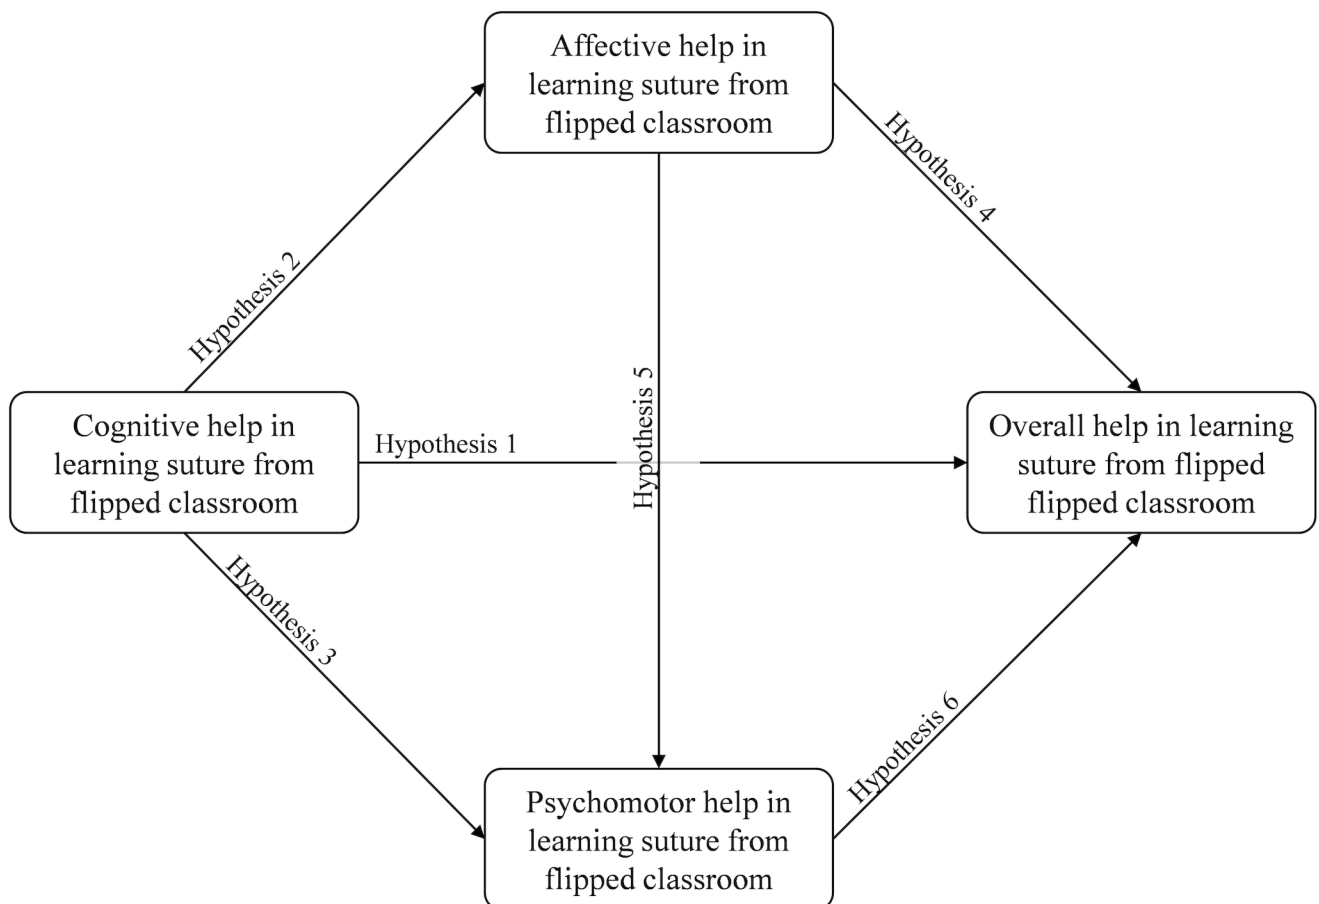 Affective help in
learning suture from
flipped classroom
Hypothesis 4
Hypothesis 2
Hypothesis 5
Cognitive help in
learning suture from
flipped classroom
Hypothesis 1
Overall help in learning
suture from flipped
flipped classroom
Hypothesis 3
Hypothesis 6
Psychomotor help in
learning suture from
flipped classroom